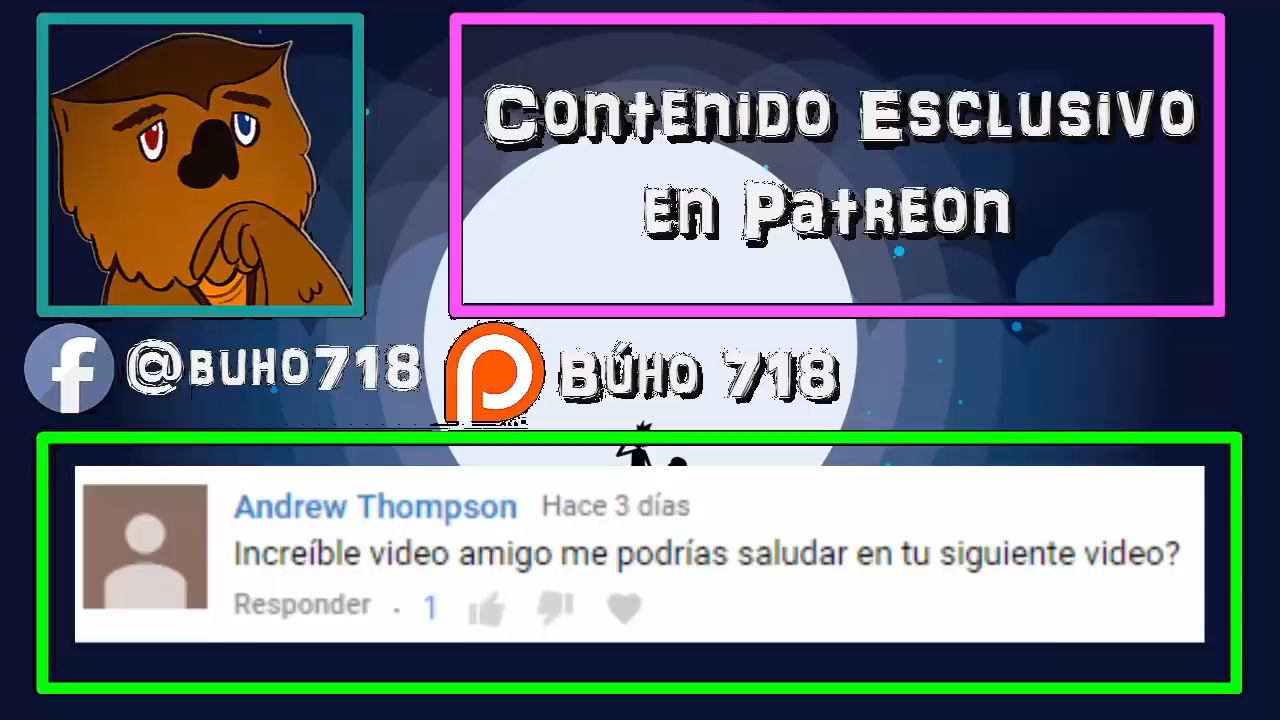 Contenido Esclusivo
en Patreon
@buho718
Búho 718
Andrew Thompson Hace 3 días
Increíble video amigo me podrías saludar en tu siguiente video?
Responder · 1